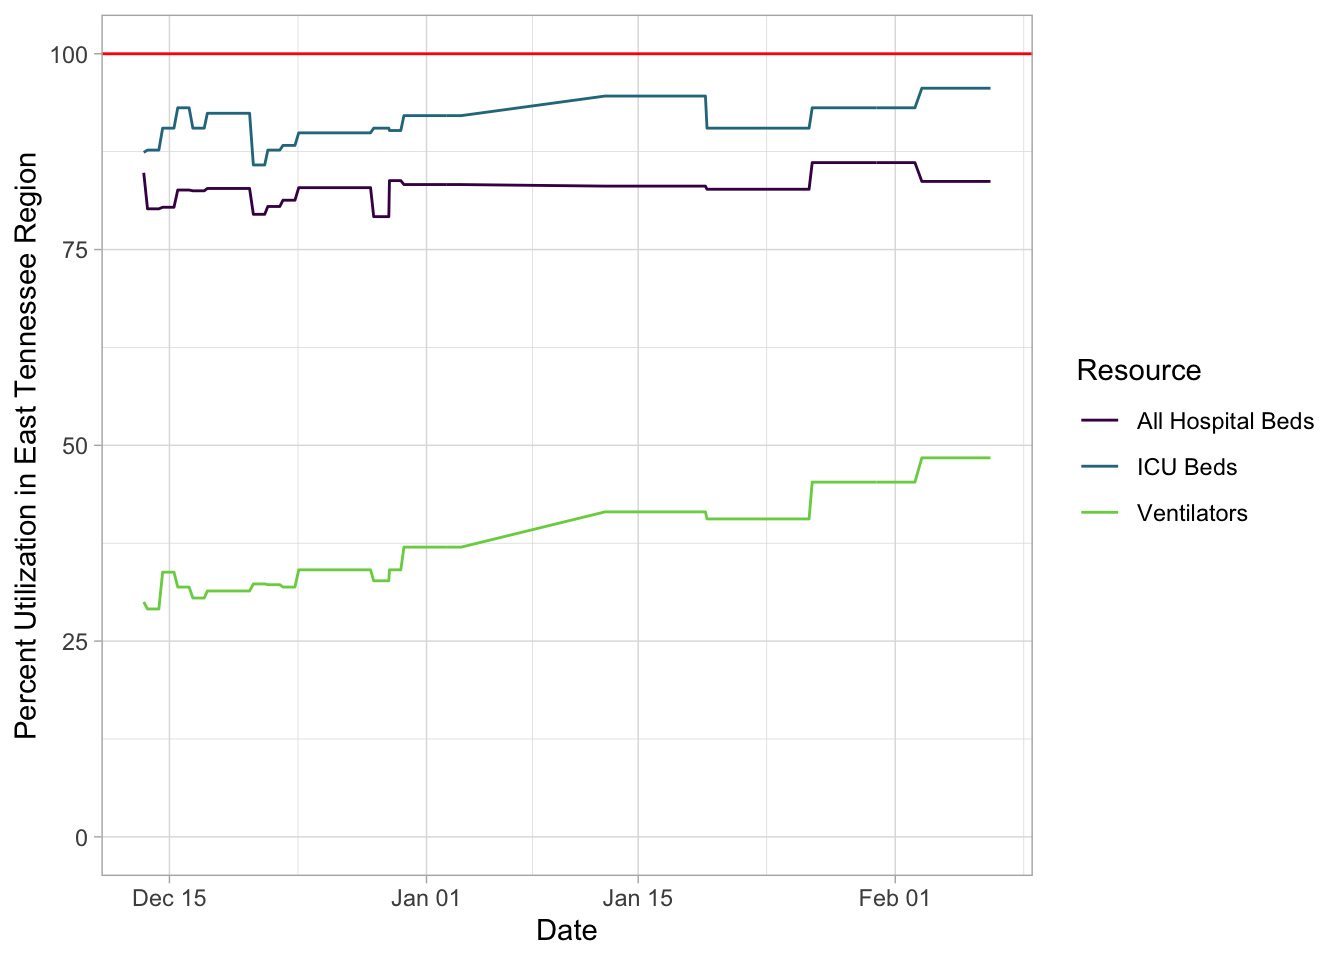 Percent Utilization in East Tennessee Region
100
75
50
25
0
Dec 15
Jan 01
Jan 15
Feb 01
Date
Resource
All Hospital Beds
ICU Beds
Ventilators